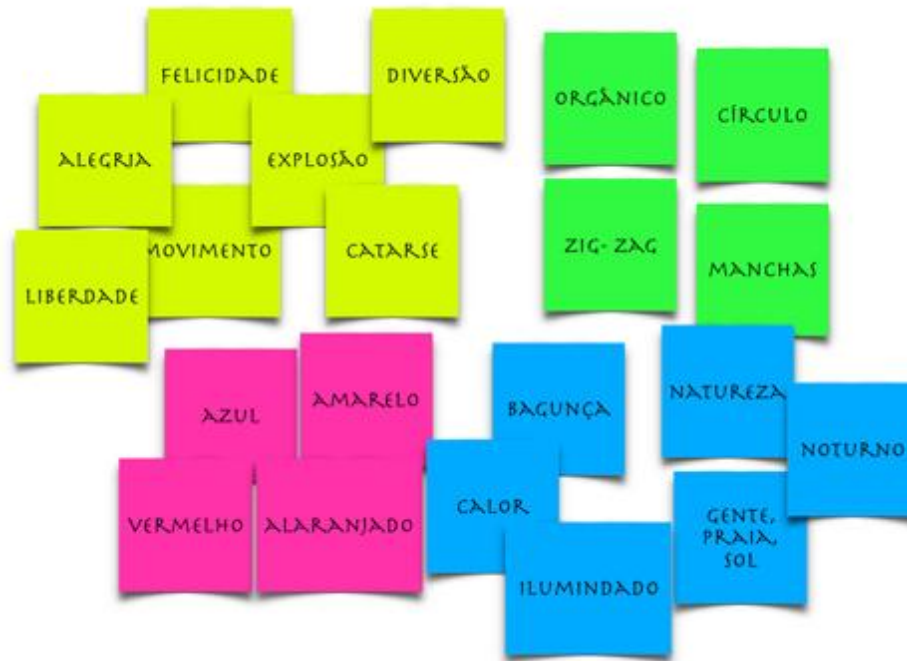 FELICIDADE
DIVERSÃO
ALEGRIA
EXPLOSÃO
MOVIMENTO
CATARSE
LIBERDADE
ORGÂNICO
CÍRCULO
ZIG- ZAG
MANCHAS
AZUL
AMARELO
VERMELHO
ALARANJADO
BAGUNÇA
NATUREZA
NOTURNO
CALOR
GENTE,
PRAIA,
SOL
ILUMINDADO